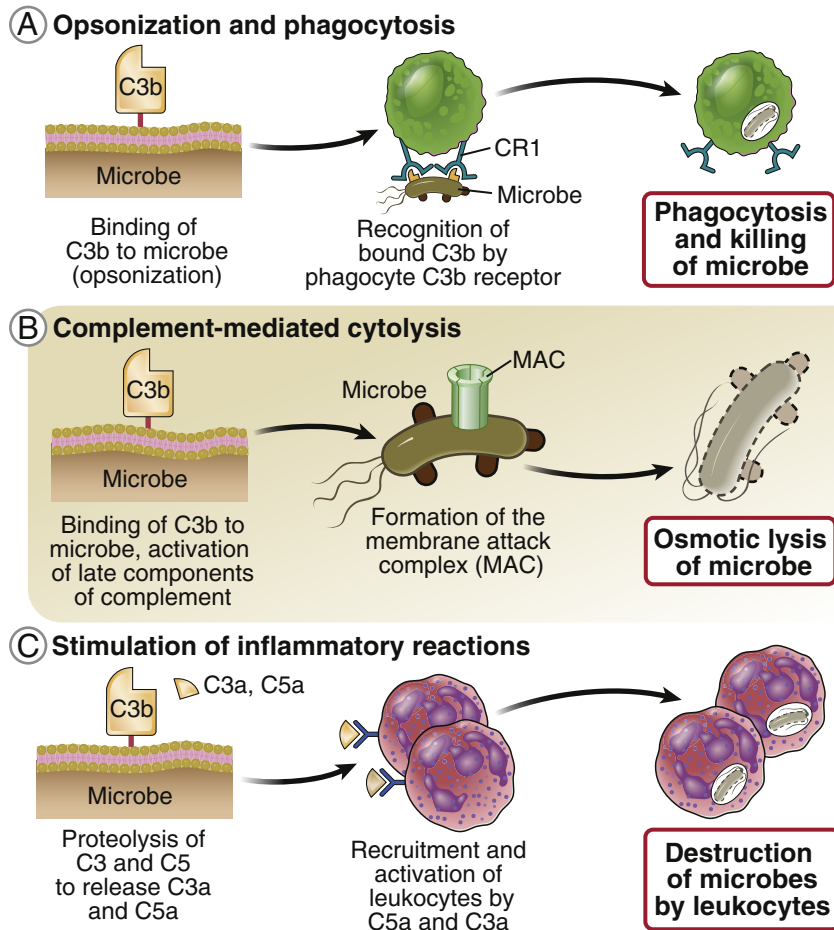 A Opsonization and phagocytosis
C3b
Microbe
Binding of
C3b to microbe
(opsonization)
CR1
Microbe
Recognition of
bound C3b by
phagocyte C3b receptor
Phagocytosis
and killing
of microbe
B Complement-mediated cytolysis
C3b
Microbe
Binding of C3b to
microbe, activation
of late components
of complement
MAC
Microbe
Formation of the
membrane attack
complex (MAC)
Osmotic lysis
of microbe
C Stimulation of inflammatory reactions
C3b
C3a, C5a
Microbe
Proteolysis of
C3 and C5
to release C3a
and C5a
Recruitment and
activation of
leukocytes by
C5a and C3a
Destruction
of microbes
by leukocytes